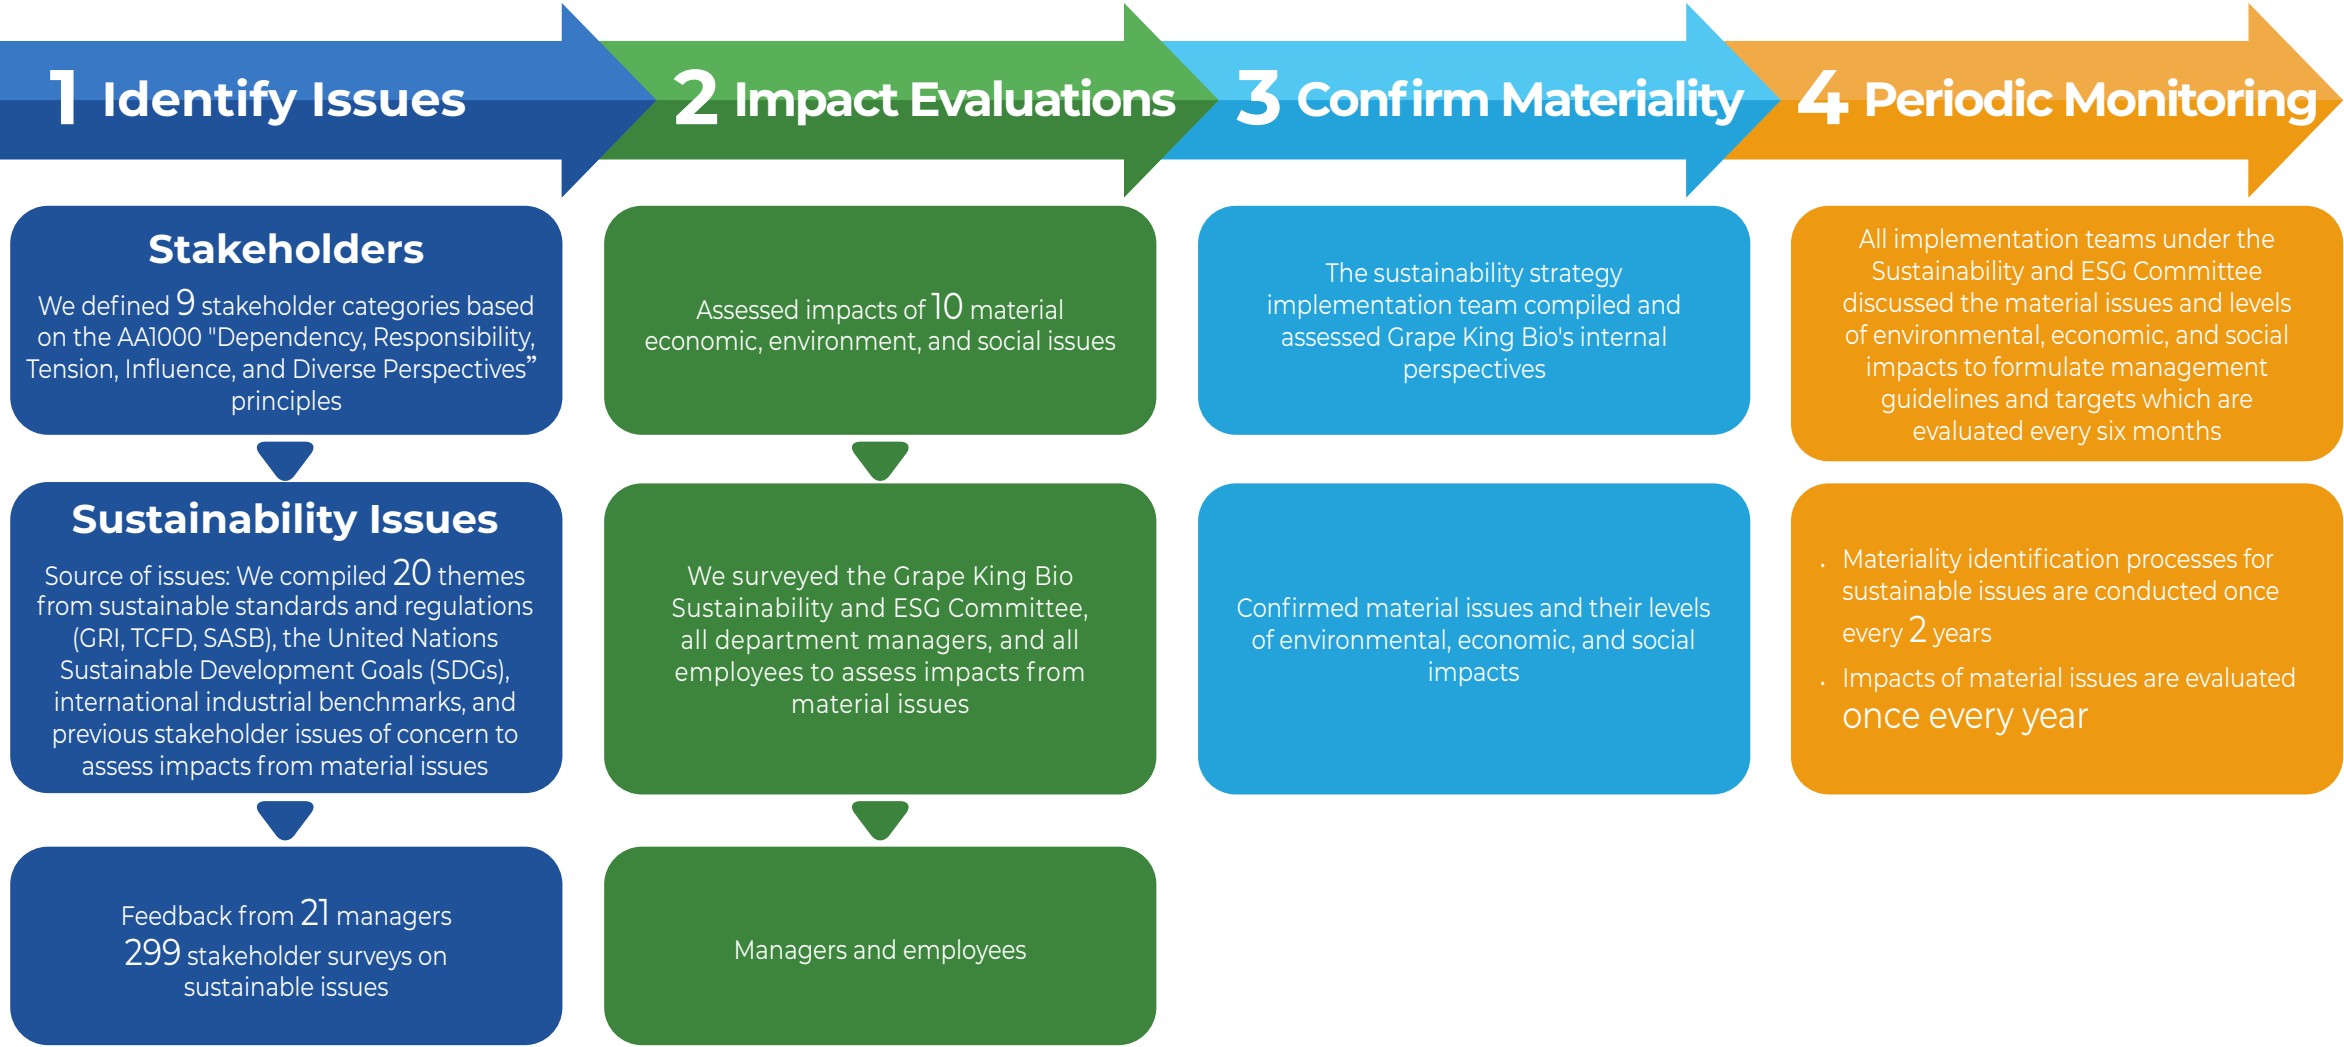 1 Identify Issues
2 Impact Evaluations
3 Confirm Materiality
4 Periodic Monitoring
Stakeholders
We defined 9 stakeholder categories based
on the AA1000 "Dependency, Responsibility,
Tension, Influence, and Diverse Perspectives”
principles
Sustainability Issues
Source of issues: We compiled 20 themes
from sustainable standards and regulations
(GRI, TCFD, SASB), the United Nations
Sustainable Development Goals (SDGs),
international industrial benchmarks, and
previous stakeholder issues of concern to
assess impacts from material issues
Feedback from 21 managers
299 stakeholder surveys on
sustainable issues
Assessed impacts of 10 material
economic, environment, and social issues
We surveyed the Grape King Bio
Sustainability and ESG Committee,
all department managers, and all
employees to assess impacts from
material issues
Managers and employees
The sustainability strategy
implementation team compiled and
assessed Grape King Bio's internal
perspectives
Confirmed material issues and their levels
of environmental, economic, and social
impacts
All implementation teams under the
Sustainability and ESG Committee
discussed the material issues and levels
of environmental, economic, and social
impacts to formulate management
guidelines and targets which are
evaluated every six months
. Materiality identification processes for
sustainable issues are conducted once
every 2 years
. Impacts of material issues are evaluated
once every year